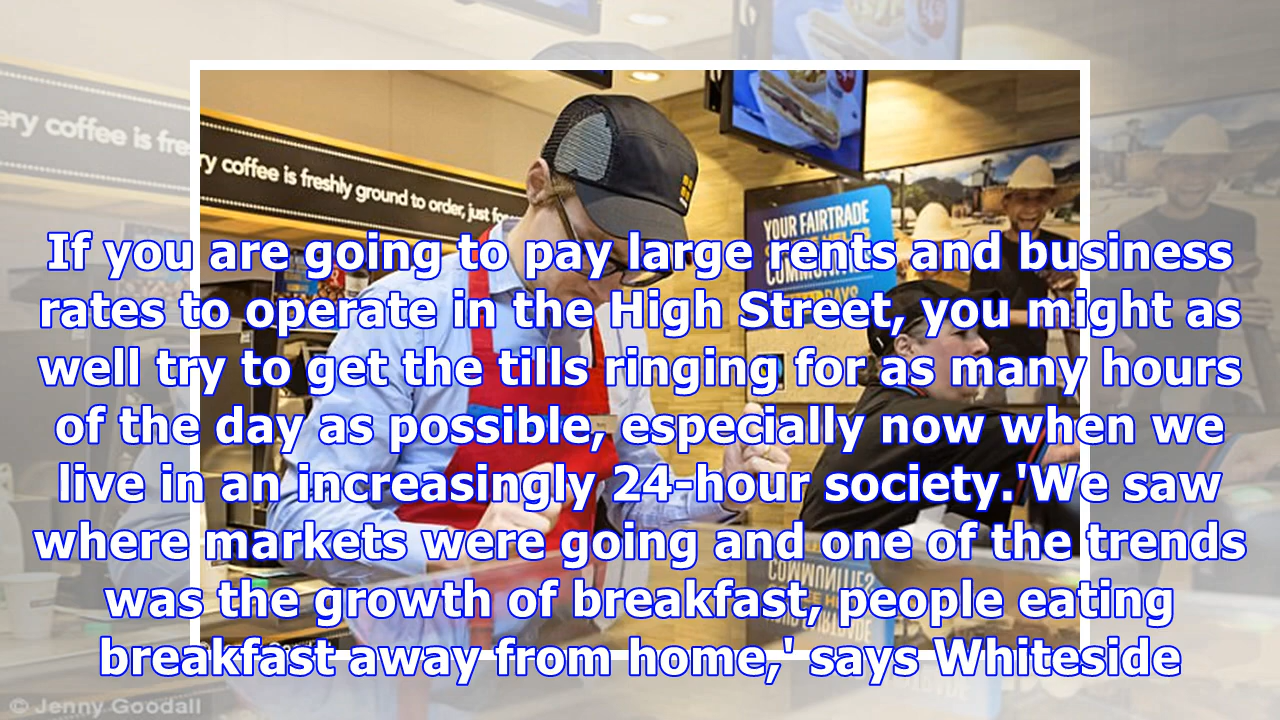 ery coffee is fre
ry coffee is freshly ground to order, just for
YOUR FAIRTRADE
If you are going to pay large rents and business
rates to operate in the High Street, you might as
well try to get the tills ringing for as many hours
of the day as possible, especially now when we
live in an increasingly 24-hour society.'We saw
where markets were going and one of the trends
was the growth of breakfast, people eating
breakfast away from home,' says Whiteside
© Jenny Goodall